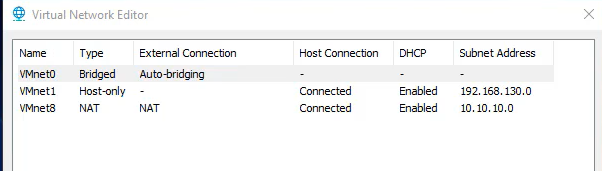 Virtual Network Editor
Name Type External Connection Host Connection DHCP Subnet Address
VMnet0 Bridged Auto-bridging - - -
VMnet1 Host-only - Connected Enabled 192.168.130.0
VMnet8 NAT NAT Connected Enabled 10.10.10.0